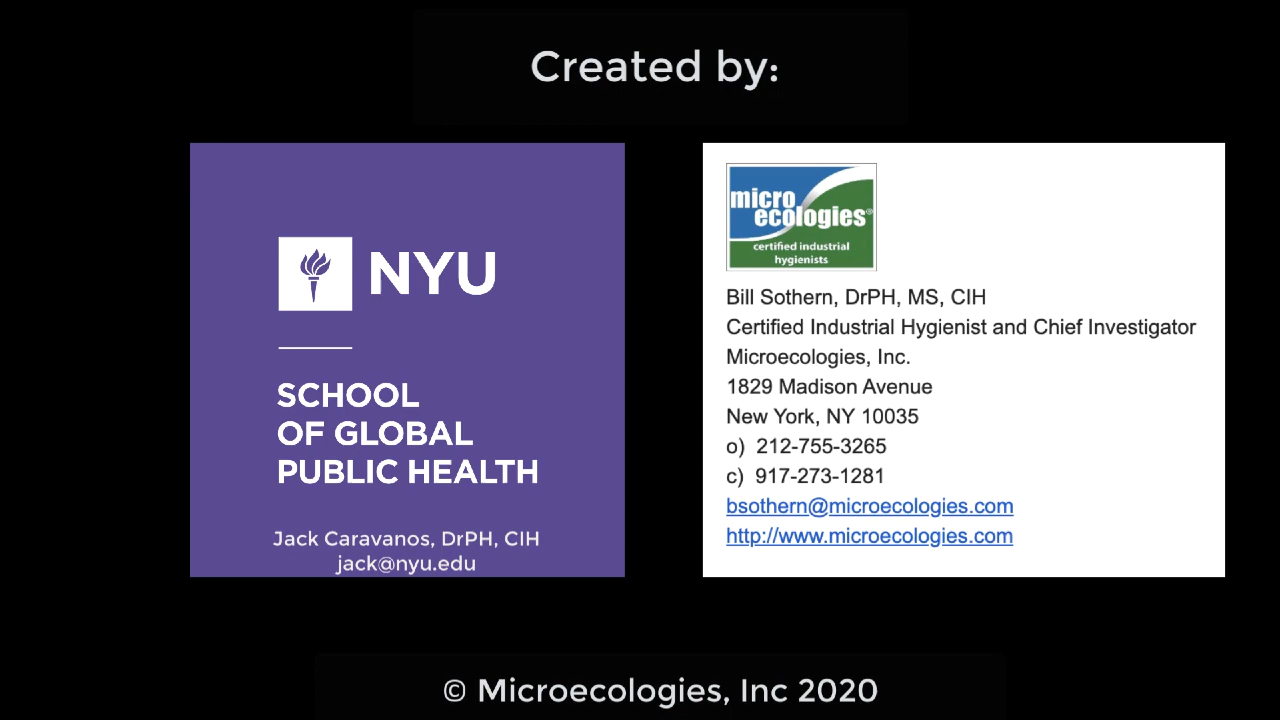 Created by:
NYU
SCHOOL
OF GLOBAL
PUBLIC HEALTH
Jack Caravanos, DrPH, CIH
jack@nyu.edu
micro
ecologies®
certified industrial
hygienists
Bill Sothern, DrPH, MS, CIH
Certified Industrial Hygienist and Chief Investigator
Microecologies, Inc.
1829 Madison Avenue
New York, NY 10035
o)  212-755-3265
c)  917-273-1281
bsothern@microecologies.com
http://www.microecologies.com
© Microecologies, Inc 2020